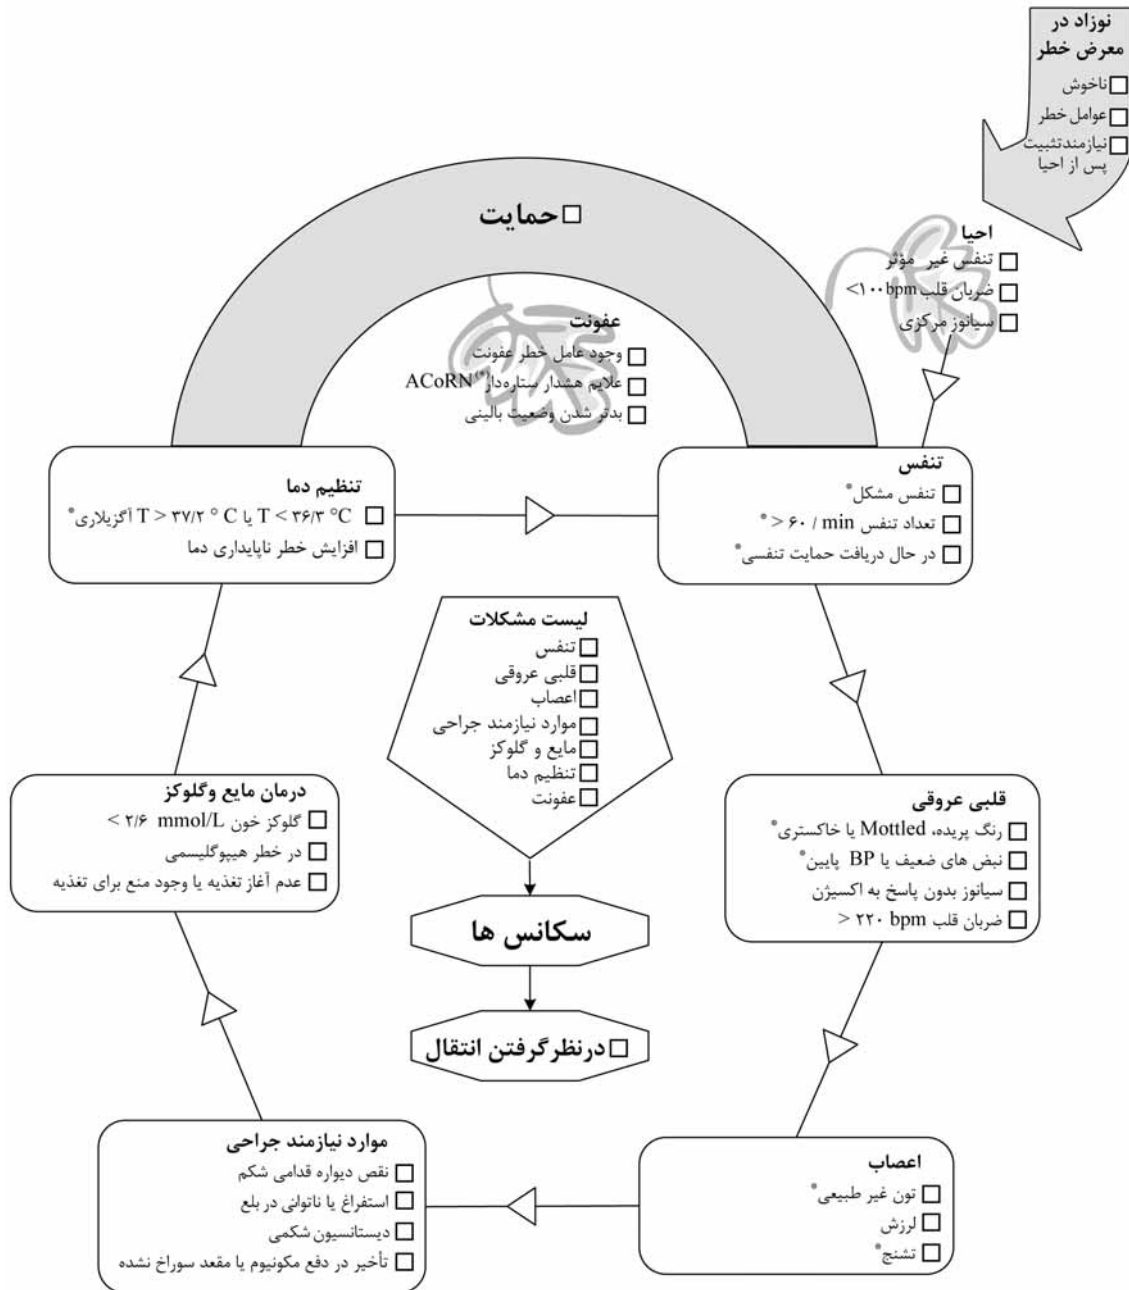 نوزاد در
معرض خطر
ناخوش
عوامل خطر
نیازمندتثبیت
پس از احیا
حمایت
احیا
تنفس غیر مؤثر
ضربان قلب <۱۰۰bpm
سیانوز مرکزی
عفونت
وجود عامل خطر عفونت
علایم هشدار ستاره‌دار(*) ACoRN
بدتر شدن وضعیت بالینی
تنفس
تنفس مشکل*
تعداد تنفس > ۶۰ / min *
در حال دریافت حمایت تنفسی*
تنظیم دما
T < ۳۶/۳ °C یا T > ۳۷/۲ ° C آگزیلاری*
افزایش خطر ناپایداری دما
لیست مشکلات
تنفس
قلبی عروقی
اعصاب
موارد نیازمند جراحی
مایع و گلوکز
تنظیم دما
عفونت
قلبی عروقی
رنگ پریده، Mottled یا خاکستری*
نبض های ضعیف یا BP پایین*
سیانوز بدون پاسخ به اکسیژن
ضربان قلب > ۲۲۰ bpm
درمان مایع وگلوکز
گلوکز خون < ۲/۶ mmol/L
در خطر هیپوگلیسمی
عدم آغاز تغذیه یا وجود منع برای تغذیه
سکانس ها
درنظرگرفتن انتقال
اعصاب
تون غیر طبیعی*
لرزش
تشنج*
موارد نیازمند جراحی
نقص دیواره قدامی شکم
استفراغ یا ناتوانی در بلع
دیستانسیون شکمی
تأخیر در دفع مکونیوم یا مقعد سوراخ نشده